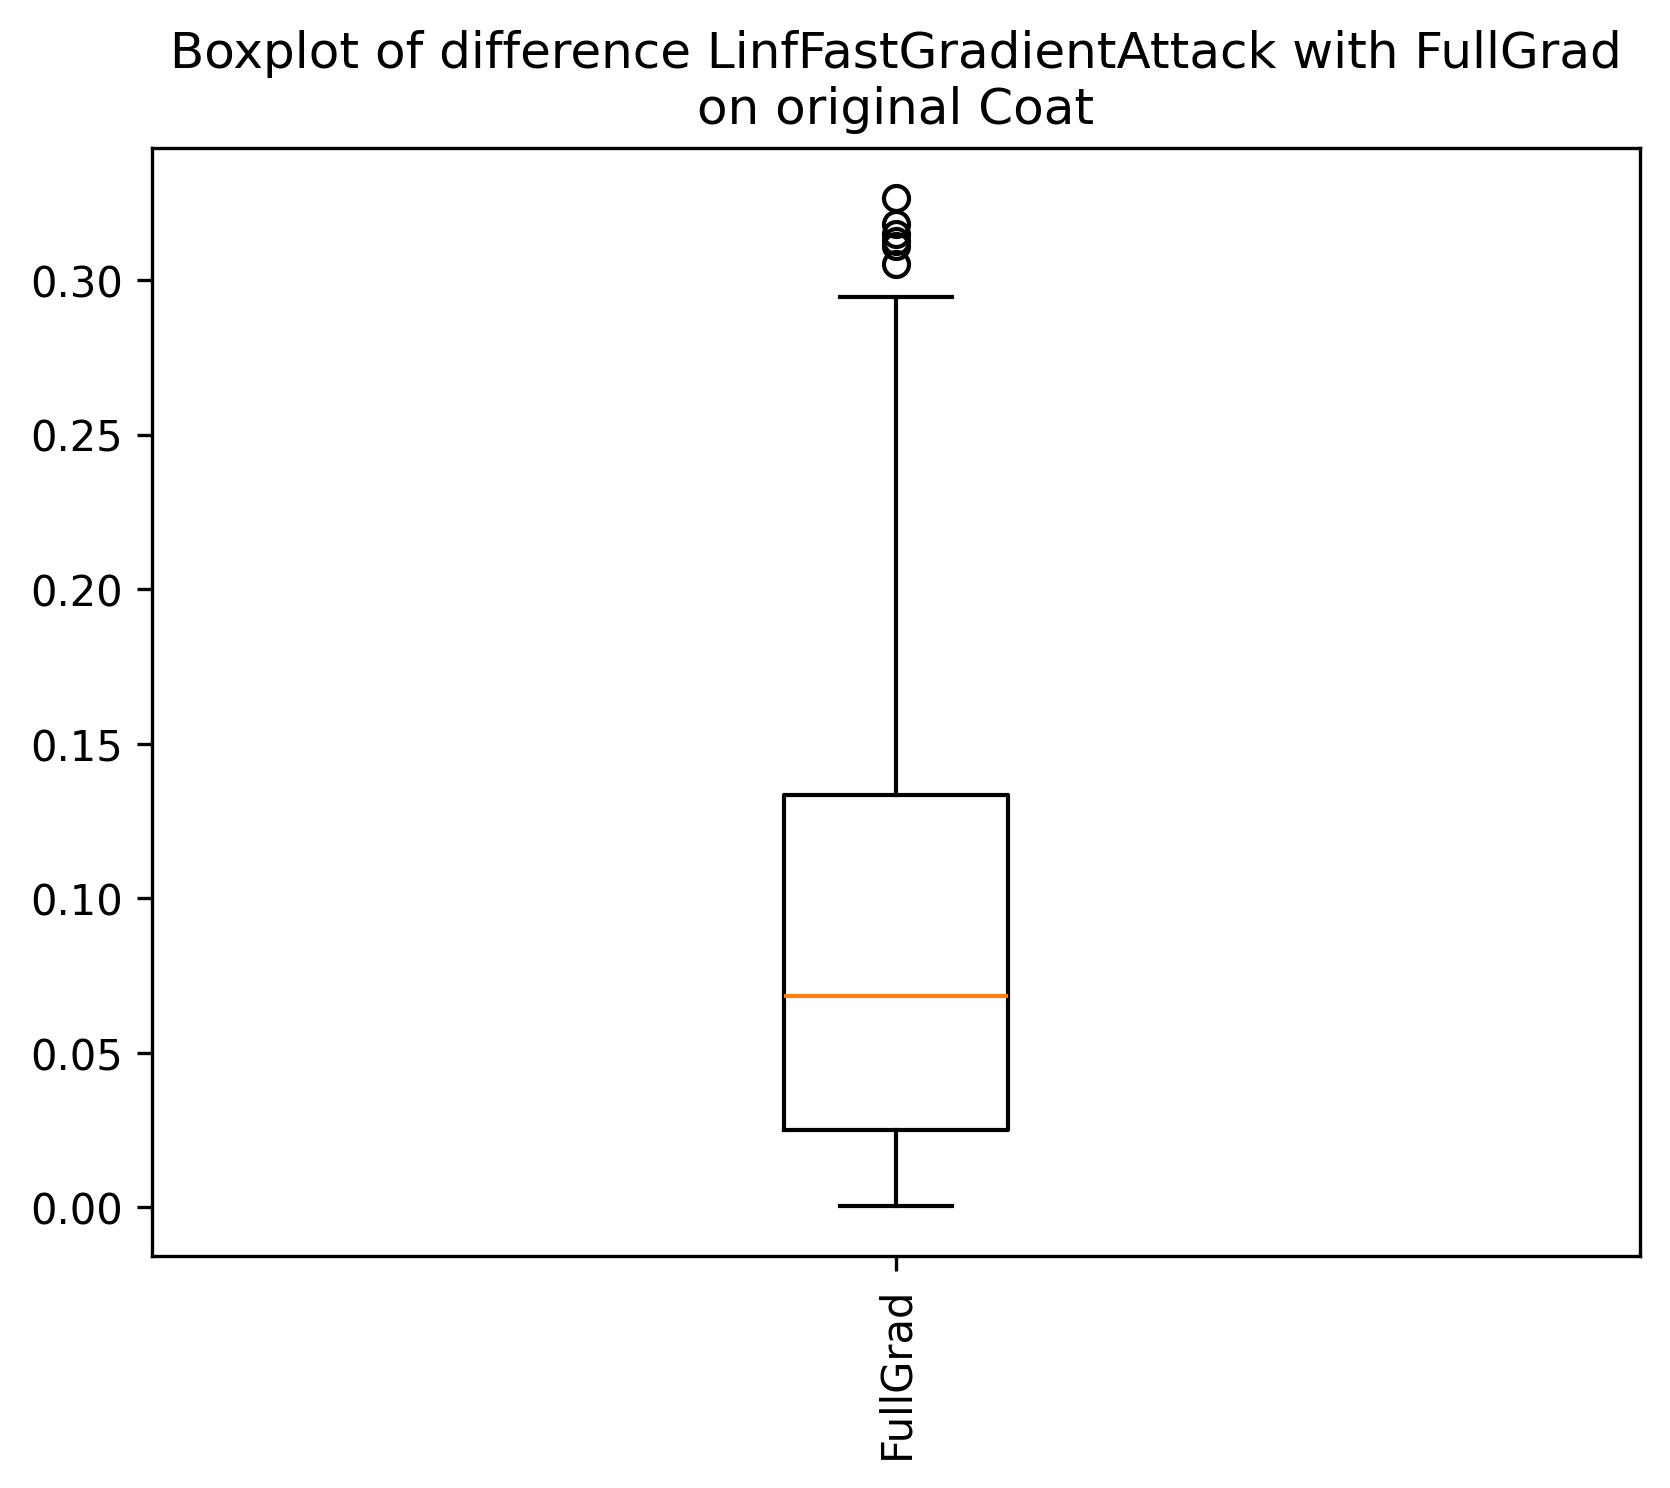 Boxplot of difference LinfFastGradientAttack with FullGrad
on original Coat
0.30
0.25
0.20
0.15
0.10
0.05
0.00
FullGrad